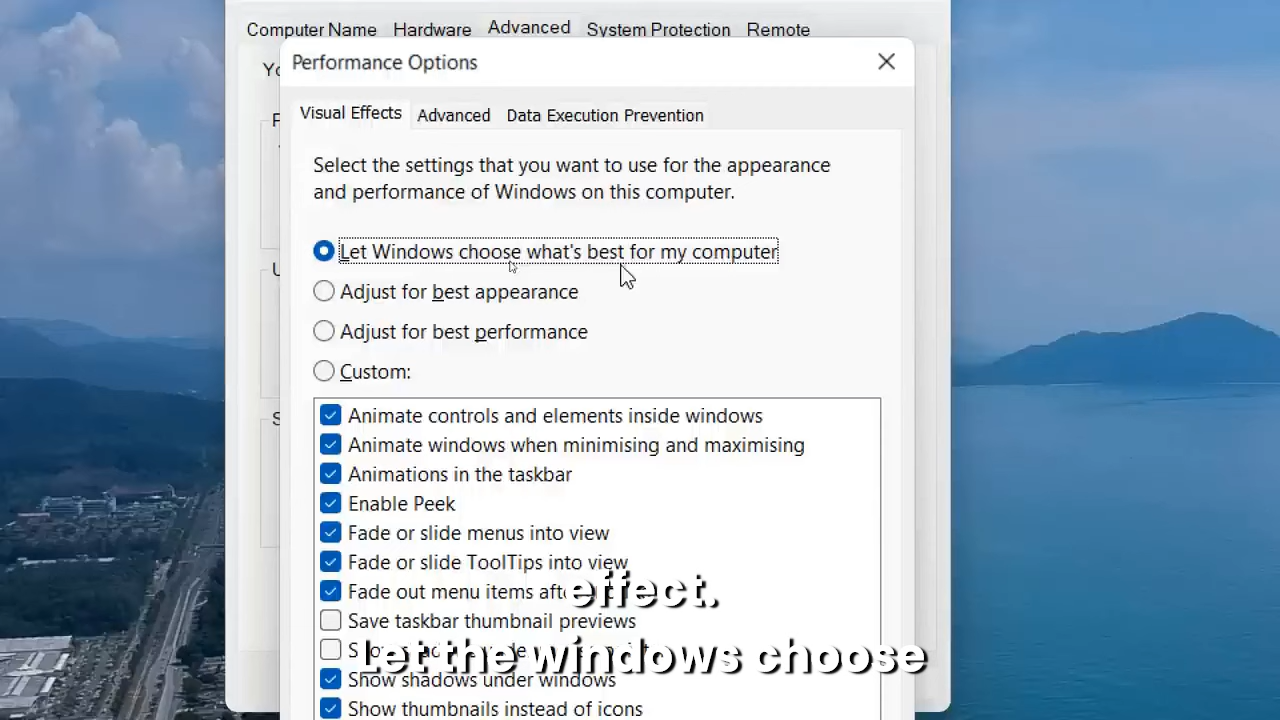 Computer Name Hardware Advanced System Protection Remote
Performance Options
Visual Effects Advanced Data Execution Prevention
Select the settings that you want to use for the appearance
and performance of Windows on this computer.
Let Windows choose what's best for my computer
Adjust for best appearance
Adjust for best performance
Custom:
Animate controls and elements inside windows
Animate windows when minimising and maximising
Animations in the taskbar
Enable Peek
Fade or slide menus into view
Fade or slide ToolTips into view
Fade out menu items
effect.
Save taskbar thumbnail previews
Let the windows choose
Show shadows under windows
Show thumbnails instead of icons